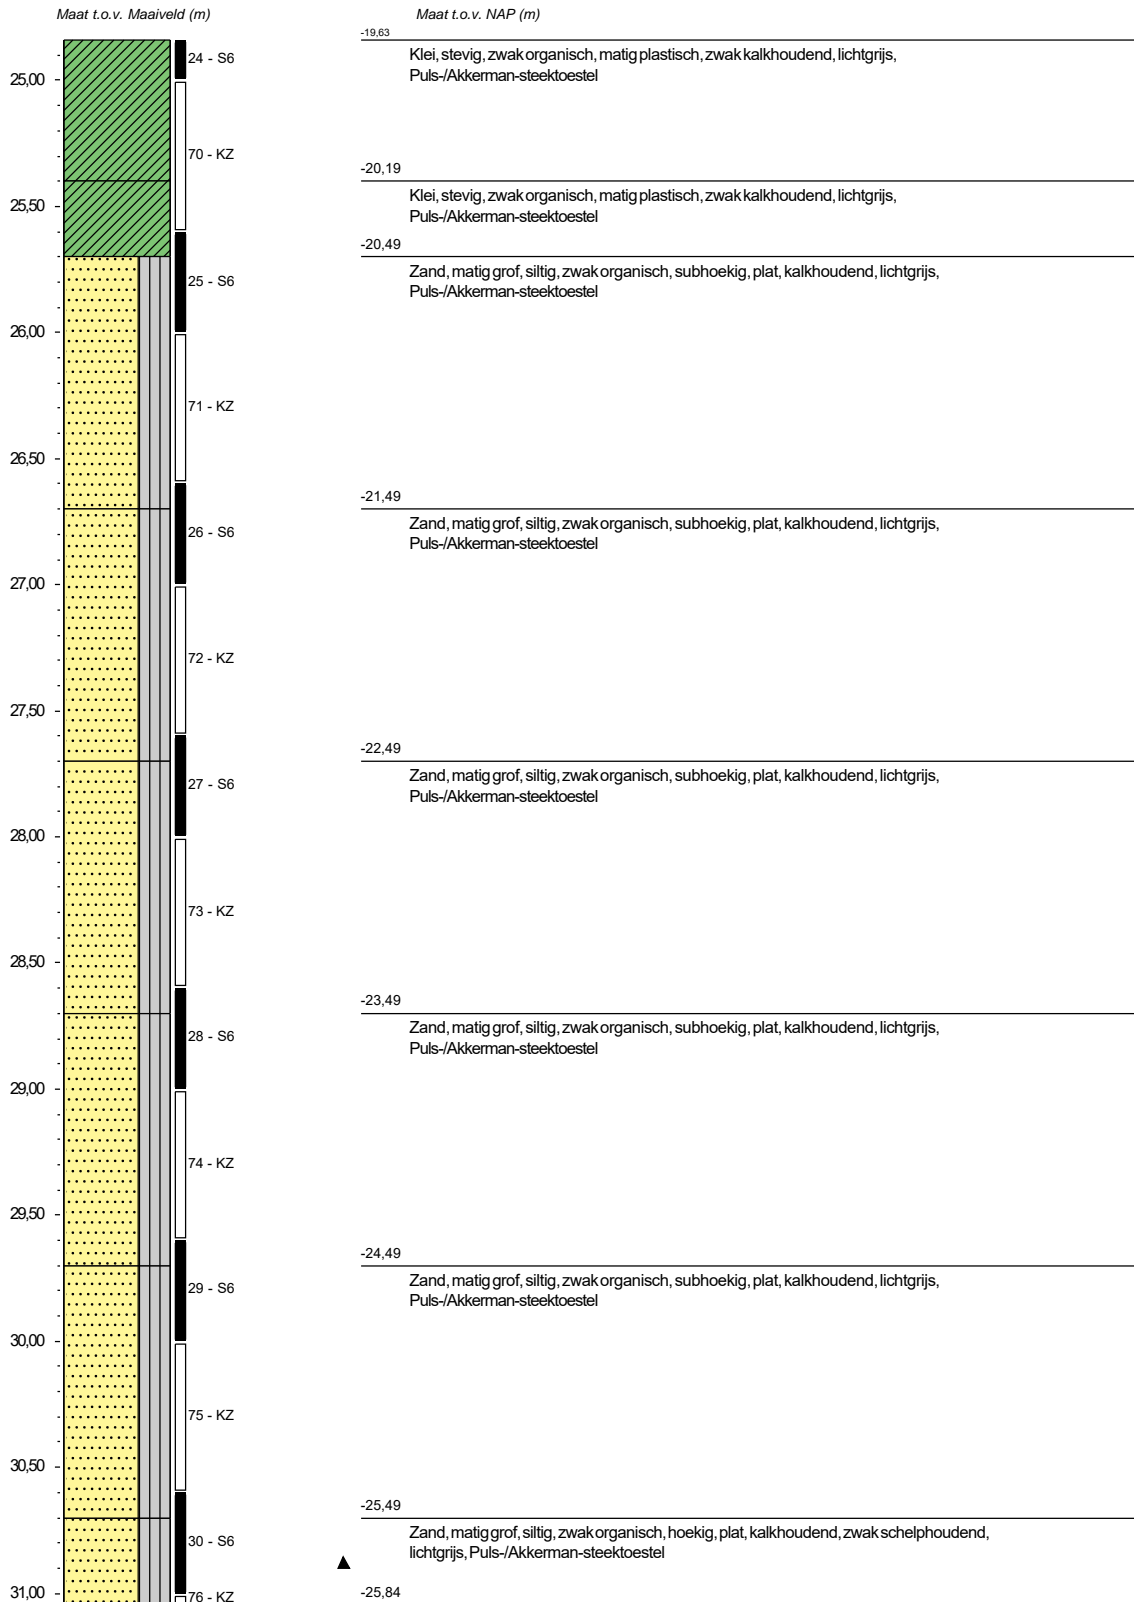 Maat t.o.v. Maaiveld (m)
Maat t.o.v. NAP (m)
-19,63
24 - S6
Klei, stevig, zwak organisch, matig plastisch, zwak kalkhoudend, lichtgrijs,
Puls-/Akkerman-steektoestel
25,00
70 - KZ
-20,19
Klei, stevig, zwak organisch, matig plastisch, zwak kalkhoudend, lichtgrijs,
Puls-/Akkerman-steektoestel
25,50
-20,49
Zand, matig grof, siltig, zwak organisch, subhoekig, plat, kalkhoudend, lichtgrijs,
Puls-/Akkerman-steektoestel
25 - S6
26,00
71 - KZ
26,50
-21,49
Zand, matig grof, siltig, zwak organisch, subhoekig, plat, kalkhoudend, lichtgrijs,
Puls-/Akkerman-steektoestel
26 - S6
27,00
72 - KZ
27,50
-22,49
Zand, matig grof, siltig, zwak organisch, subhoekig, plat, kalkhoudend, lichtgrijs,
Puls-/Akkerman-steektoestel
27 - S6
28,00
73 - KZ
28,50
-23,49
Zand, matig grof, siltig, zwak organisch, subhoekig, plat, kalkhoudend, lichtgrijs,
Puls-/Akkerman-steektoestel
28 - S6
29,00
74 - KZ
29,50
-24,49
Zand, matig grof, siltig, zwak organisch, subhoekig, plat, kalkhoudend, lichtgrijs,
Puls-/Akkerman-steektoestel
29 - S6
30,00
75 - KZ
30,50
-25,49
Zand, matig grof, siltig, zwak organisch, hoekig, plat, kalkhoudend, zwak schelphoudend,
lichtgrijs, Puls-/Akkerman-steektoestel
30 - S6
31,00
76 - KZ
-25,84